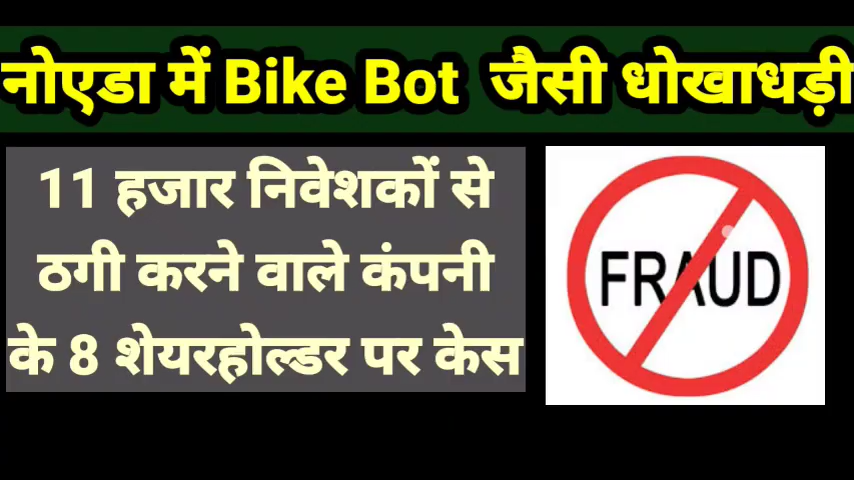 नोएडा में Bike Bot जैसी धोखाधड़ी
11 हजार निवेशकों से
ठगी करने वाले कंपनी
के 8 शेयरहोल्डर पर केस
FRAUD